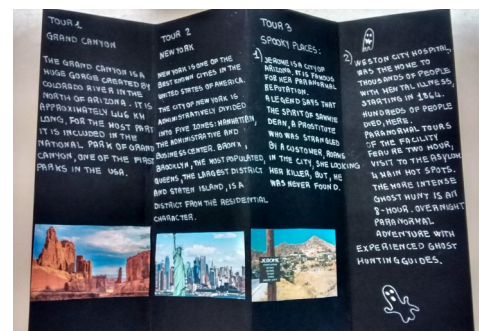 TOUR 1
GRAND CANYON
THE GRAND CANYON IS A
HUGE GORGE CREATED BY
COLORADO RIVER IN THE
NORTH OF ARIZONA. IT IS
APPROXIMATELY 446 KM
LONG, FOR THE MOST PART
IT IS INCLUDED IN THE
NATIONAL PARK OF GRAND
CANYON, ONE OF THE FIRST
PARKS IN THE USA.
TOUR 2
NEW YORK
NEW YORK IS ONE OF THE
BEST KNOWN CITIES IN THE
UNITED STATES OF AMERICA.
THE CITY OF NEW YORK IS
ADMINISTRATIVELY DIVIDED
INTO FIVE ZONES: MANHATTAN,
THE ADMINISTRATIVE AND
BUSINESS CENTER. BRONX,
BROOKLYN, THE MOST POPULATED,
QUEENS, THE LARGEST DISTRICT
AND STATEN ISLAND, IS A
DISTRICT FROM THE RESIDENTIAL
CHARACTER.
TOUR 3
SPOOKY PLACES:
1) JEROME IS A CITY OF
ARIZONA. IT IS FAMOUS
FOR HER PARANORMAL
REPUTATION.
A LEGEND SAYS THAT
THE SPIRIT OF SAMMIE
DEAN, A PROSTITUTE
WHO WAS STRANGLED
BY A CUSTOMER, ROAMS
IN THE CITY, SHE LOOKING
HER KILLER, BUT, HE
WAS NEVER FOUND.
JEROME
2) WESTON CITY HOSPITAL,
WAS THE HOME TO
THOUSANDS OF PEOPLE
WITH MENTAL ILLNESS,
STARTING IN 1864.
HUNDREDS OF PEOPLE
DIED HERE.
PARANORMAL TOURS
OF THE FACILITY
FEAURE TWO HOUR,
VISIT TO THE ASYLUM
4 MAIN HOT SPOTS.
THE MORE INTENSE
GHOST HUNT IS AN
8-HOUR. OVERNIGHT
PARANORMAL
ADVENTURE WITH
EXPERIENCED GHOST
HUNTING GUIDES.